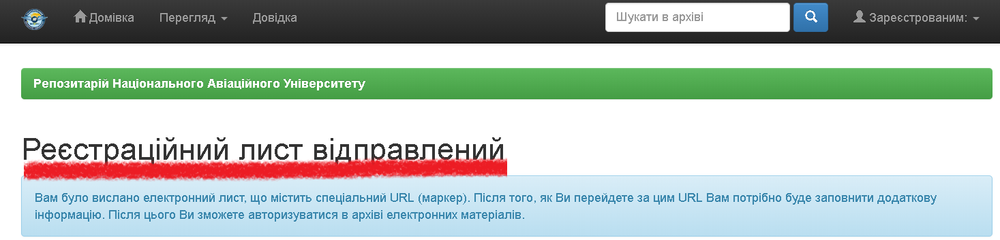 Домівка Перегляд Довідка Шукати в архіві Зареєстрованим:
Репозитарій Національного Авіаційного Університету
Реєстраційний лист відправлений
Вам було вислано електронний лист, що містить спеціальний URL (маркер). Після того, як Ви перейдете за цим URL Вам потрібно буде заповнити додаткову
інформацію. Після цього Ви зможете авторизуватися в архіві електронних матеріалів.